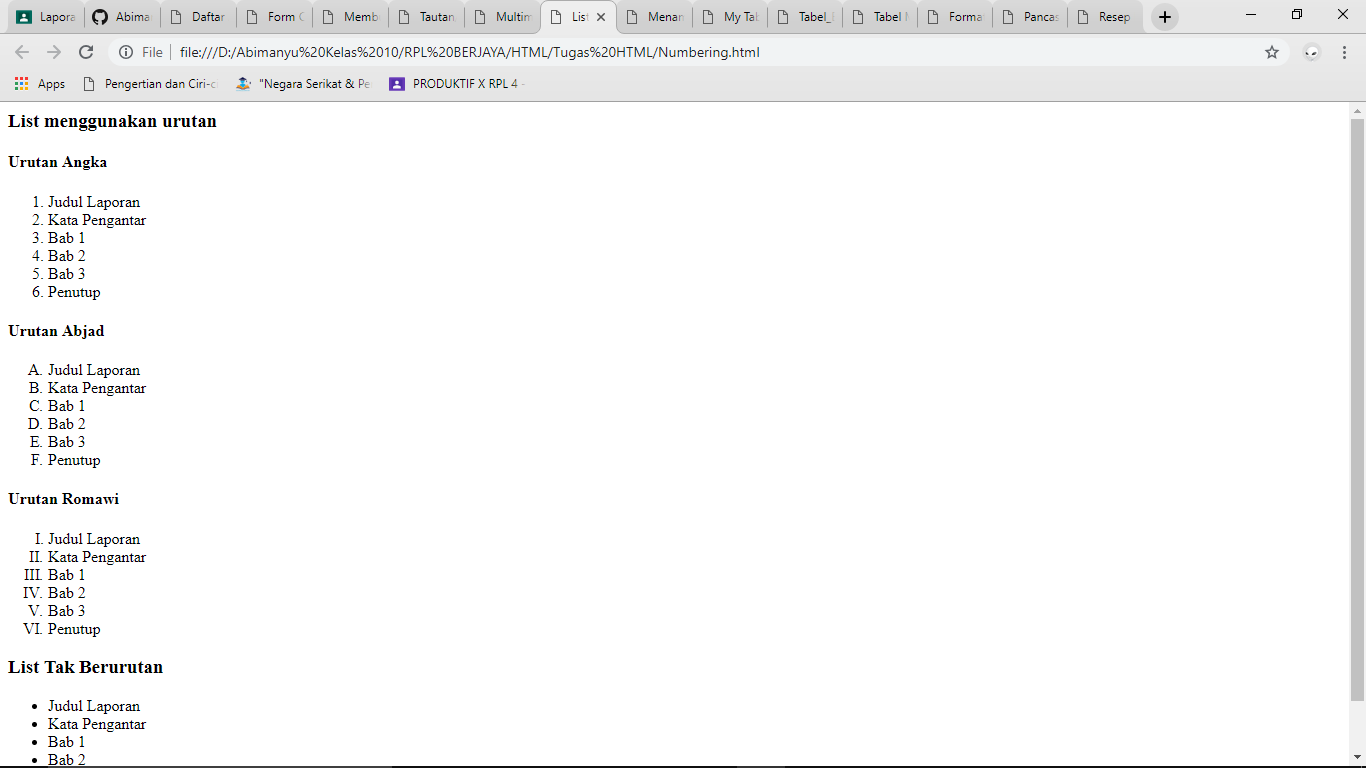 Lapora Abima Daftar Form C Memb Tautan Multim List Menan My Tab Tabel_ Tabel Forma Pancas Resep
File file:///D:/Abimanyu%20Kelas%2010/RPL%20BERJAYA/HTML/Tugas%20HTML/Numbering.html
Apps Pengertian dan Ciri-c "Negara Serikat & Pe PRODUKTIF X RPL 4 -
List menggunakan urutan
Urutan Angka
1. Judul Laporan
2. Kata Pengantar
3. Bab 1
4. Bab 2
5. Bab 3
6. Penutup
Urutan Abjad
A. Judul Laporan
B. Kata Pengantar
C. Bab 1
D. Bab 2
E. Bab 3
F. Penutup
Urutan Romawi
I. Judul Laporan
II. Kata Pengantar
III. Bab 1
IV. Bab 2
V. Bab 3
VI. Penutup
List Tak Berurutan
• Judul Laporan
• Kata Pengantar
• Bab 1
• Bab 2